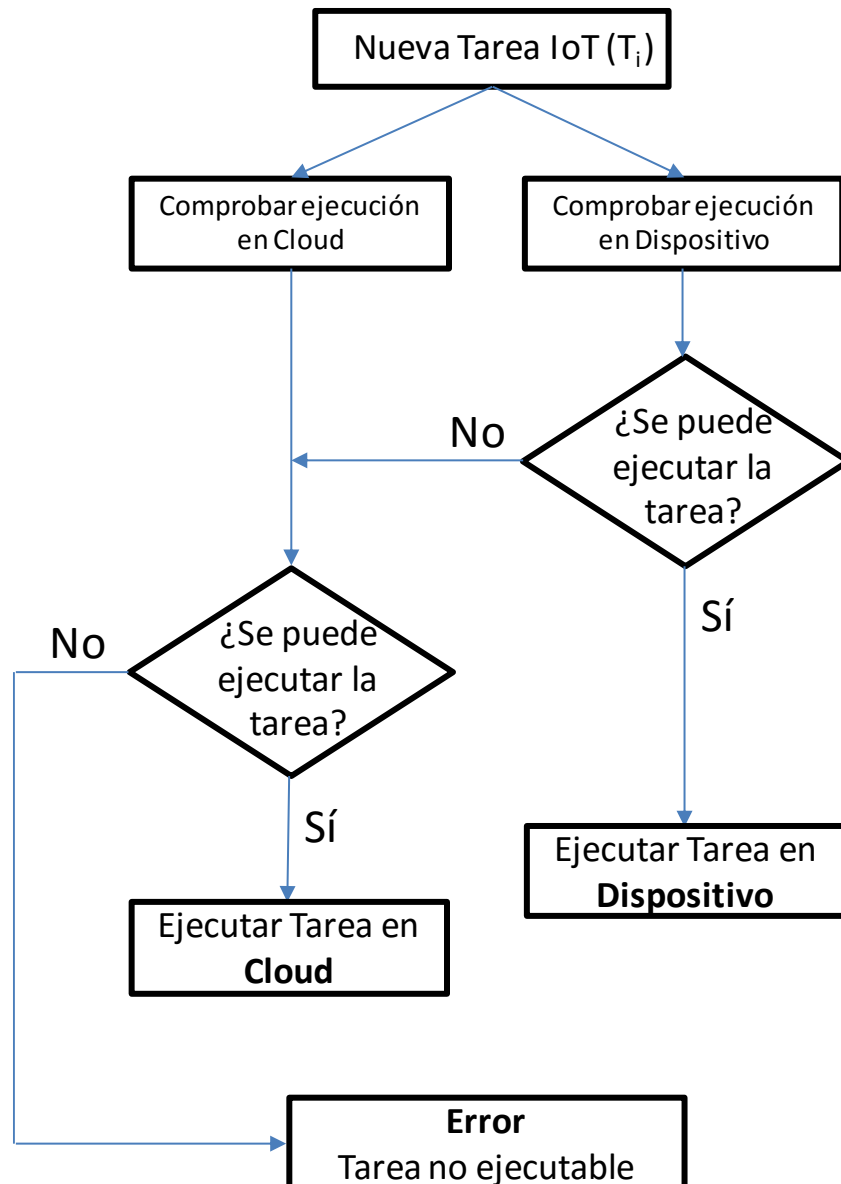 Nueva Tarea IoT (Ti)
Comprobar ejecución
en Cloud
Comprobar ejecución
en Dispositivo
No
¿Se puede
ejecutar la
tarea?
Sí
No
¿Se puede
ejecutar la
tarea?
Sí
Ejecutar Tarea en
Dispositivo
Ejecutar Tarea en
Cloud
Error
Tarea no ejecutable